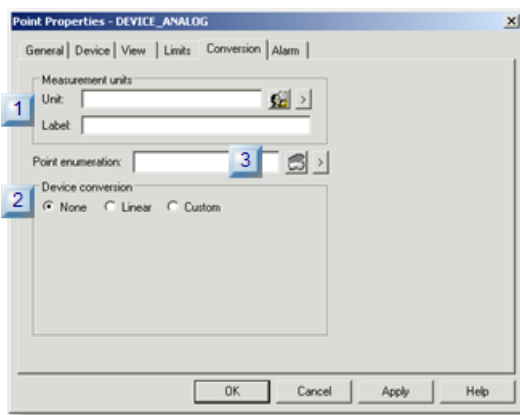 Point Properties - DEVICE_ANALOG
General Device View Limits Conversion Alarm
Measurement units
1
Unit: >
Label:
Point enumeration: 3 >
2
Device conversion
None Linear Custom
OK Cancel Apply Help